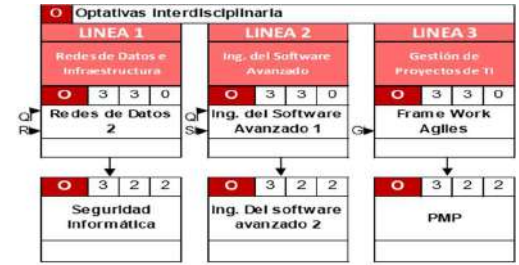 O Optativas Interdisciplinaria
LINEA 1
Redes de Datos e
Infraestructura
O 3 3 0
Q
R
Redes de Datos
2
O 3 2 2
Seguridad
Informática
LINEA 2
Ing. del Software
Avanzado
O 3 3 0
Q
S
Ing. del Software
Avanzado 1
O 3 2 2
Ing. Del software
avanzado 2
LINEA 3
Gestión de
Proyectos de TI
O 3 3 0
G
Frame Work
Agiles
O 3 2 2
PMP